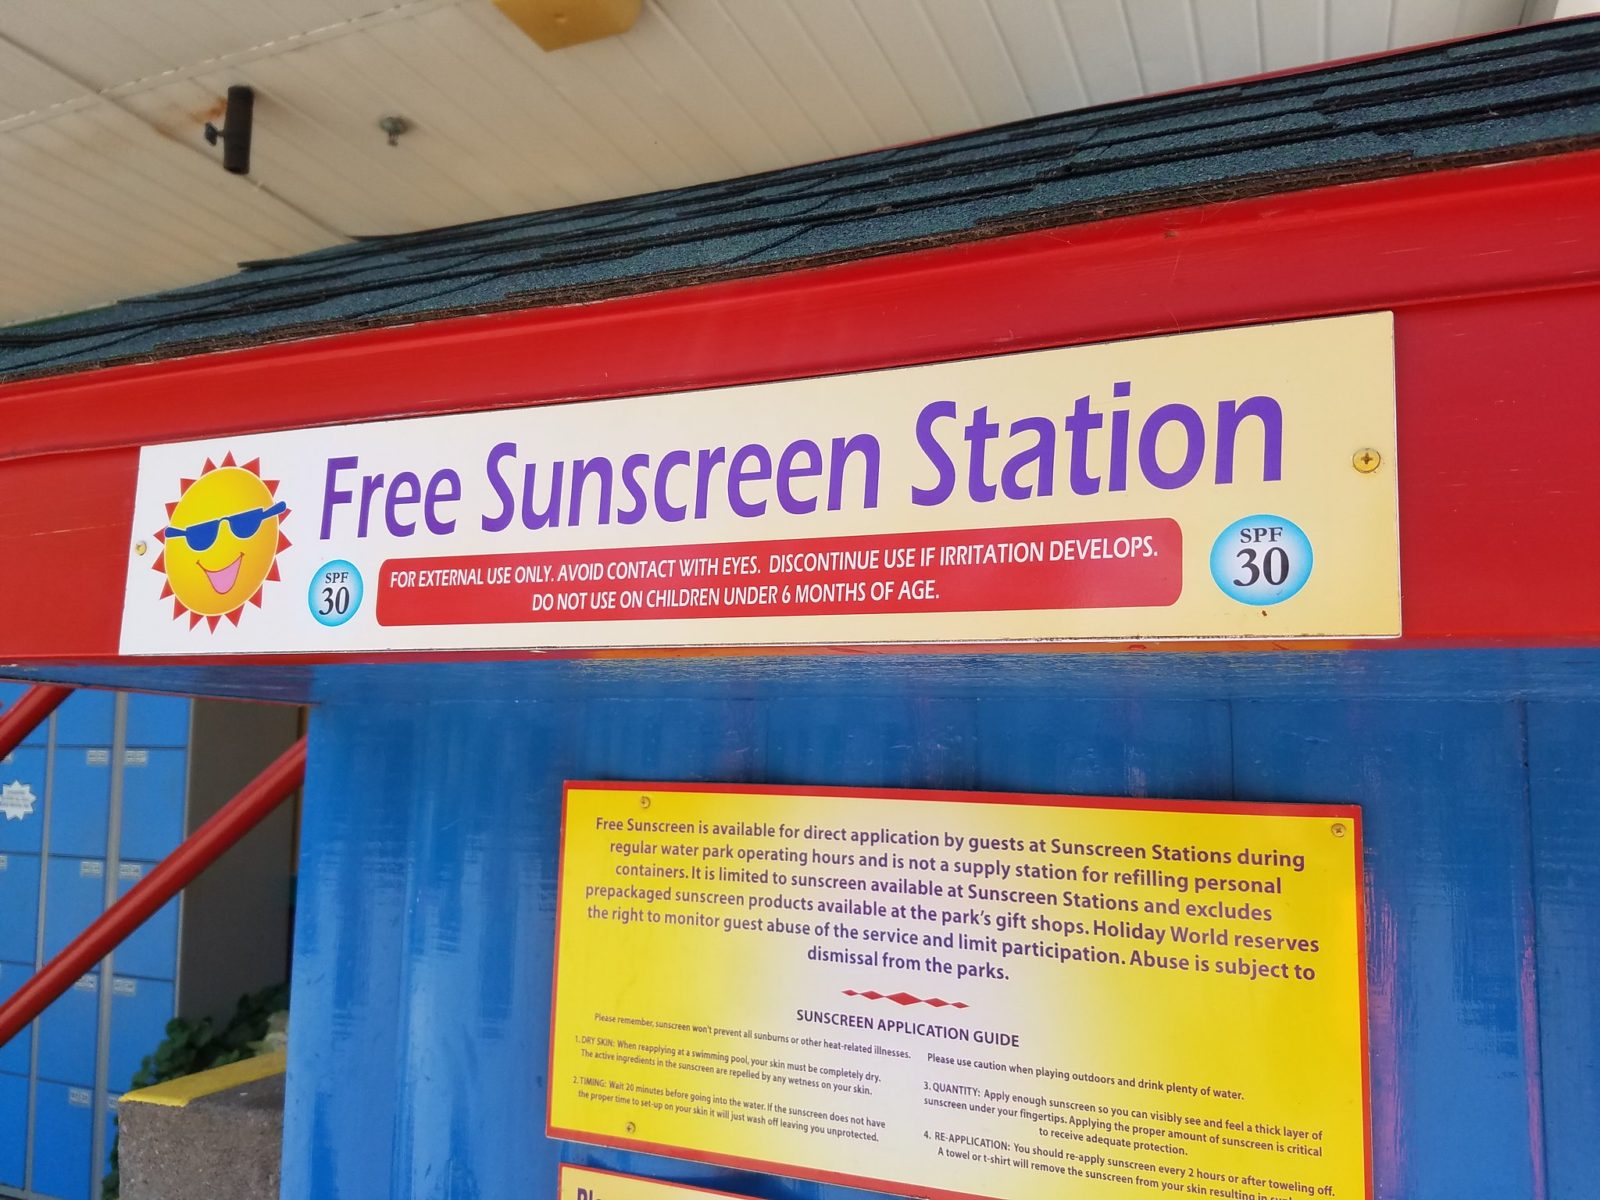 Free Sunscreen Station
SPF
30
FOR EXTERNAL USE ONLY. AVOID CONTACT WITH EYES. DISCONTINUE USE IF IRRITATION DEVELOPS.
DO NOT USE ON CHILDREN UNDER 6 MONTHS OF AGE.
SPF
30
Free Sunscreen is available for direct application by guests at Sunscreen Stations during
regular water park operating hours and is not a supply station for refilling personal
containers. It is limited to sunscreen available at Sunscreen Stations and excludes
prepackaged sunscreen products available at the park's gift shops. Holiday World reserves
the right to monitor guest abuse of the service and limit participation. Abuse is subject to
dismissal from the parks.
SUNSCREEN APPLICATION GUIDE
Please remember, sunscreen won't prevent all sunburns or other heat-related illnesses. Please use caution when playing outdoors and drink plenty of water.
1. DRY SKIN: When reapplying at a swimming pool, your skin must be completely dry.
The active ingredients in the sunscreen are repelled by any wetness on your skin.
2. TIMING: Wait 20 minutes before going into the water. If the sunscreen does not have
the proper time to set-up on your skin it will just wash off leaving you unprotected.
3. QUANTITY: Apply enough sunscreen so you can visibly see and feel a thick layer of
sunscreen under your fingertips. Applying the proper amount of sunscreen is critical
to receive adequate protection.
4. RE-APPLICATION: You should re-apply sunscreen every 2 hours or after toweling off.
A towel or t-shirt will remove the sunscreen from your skin resulting in